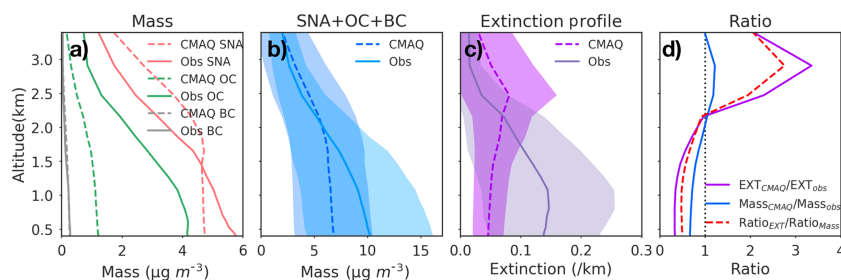 Mass
SNA+OC+BC
Extinction profile
Ratio
a)
CMAQ SNA
Obs SNA
CMAQ OC
Obs OC
CMAQ BC
Obs BC
b)
CMAQ
Obs
c)
CMAQ
Obs
d)
EXT_CMAQ/EXT_obs
Mass_CMAQ/Mass_obs
Ratio_EXT/Ratio_Mass
Altitude(km)
3.0
2.5
2.0
1.5
1.0
0.5
0 2 4 6
0 5 10 15
0.0 0.1 0.2 0.3
0 1 2 3 4
Mass (μg m⁻³)
Mass (μg m⁻³)
Extinction (/km)
Ratio